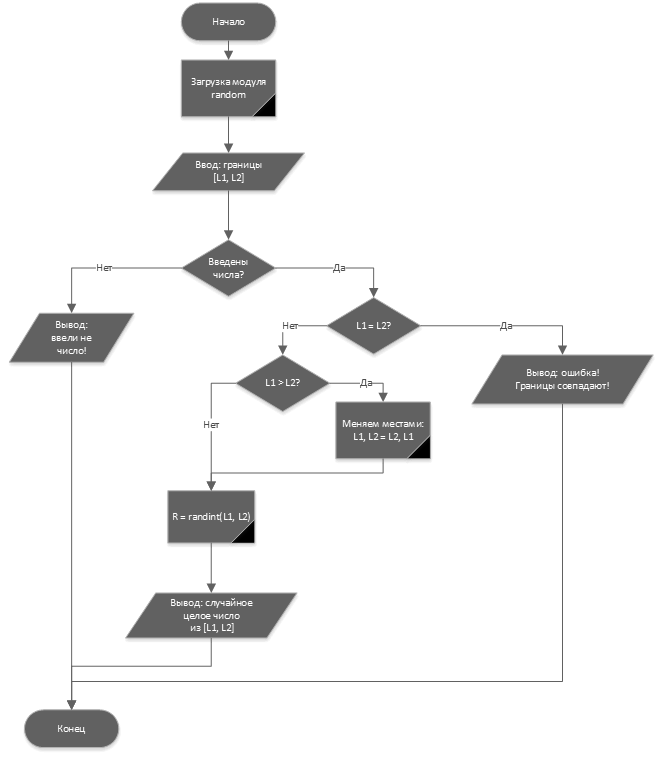 Начало
Загрузка модуля
random
Ввод: границы
[L1, L2]
Введены
числа?
Нет
Да
Вывод:
ввели не
число!
L1 = L2?
Нет
Да
L1 > L2?
Да
Вывод: ошибка!
Границы совпадают!
Нет
Меняем местами:
L1, L2 = L2, L1
R = randint(L1, L2)
Вывод: случайное
целое число
из [L1, L2]
Конец